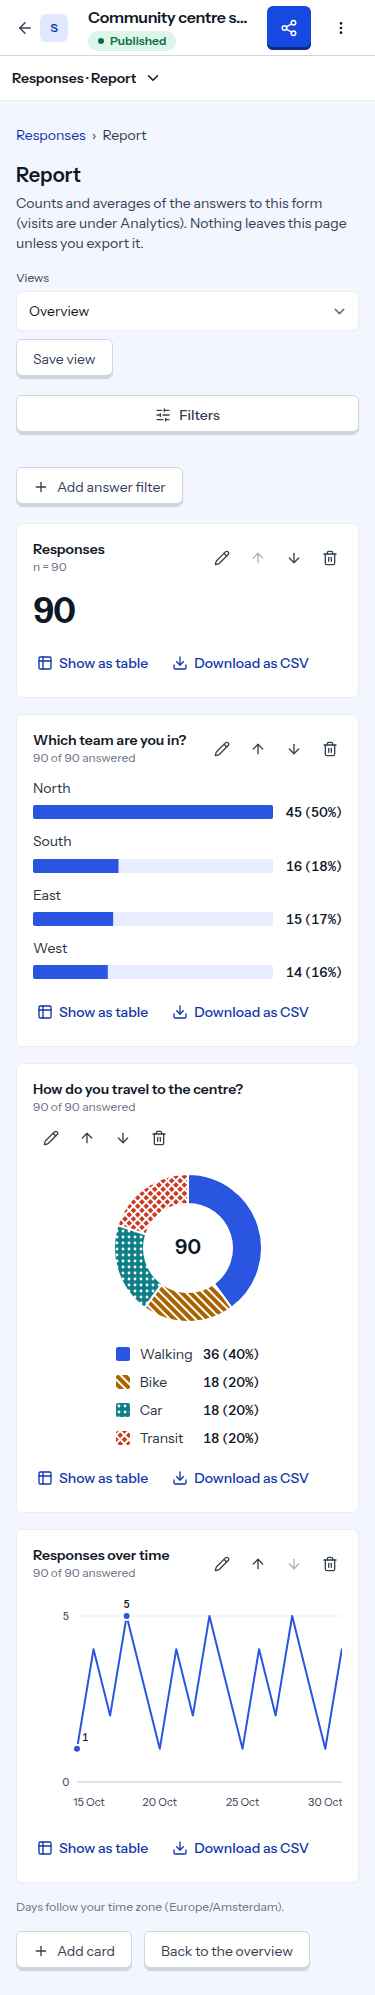 S
Community centre s...
Published
Responses · Report
Responses › Report
Report
Counts and averages of the answers to this form
(visits are under Analytics). Nothing leaves this page
unless you export it.
Views
Overview
Save view
Filters
Add answer filter
Responses
n = 90
90
Show as table Download as CSV
Which team are you in?
90 of 90 answered
North
45 (50%)
South
16 (18%)
East
15 (17%)
West
14 (16%)
Show as table Download as CSV
How do you travel to the centre?
90 of 90 answered
90
Walking 36 (40%)
Bike 18 (20%)
Car 18 (20%)
Transit 18 (20%)
Show as table Download as CSV
Responses over time
90 of 90 answered
5
5
1
0
15 Oct 20 Oct 25 Oct 30 Oct
Show as table Download as CSV
Days follow your time zone (Europe/Amsterdam).
Add card Back to the overview